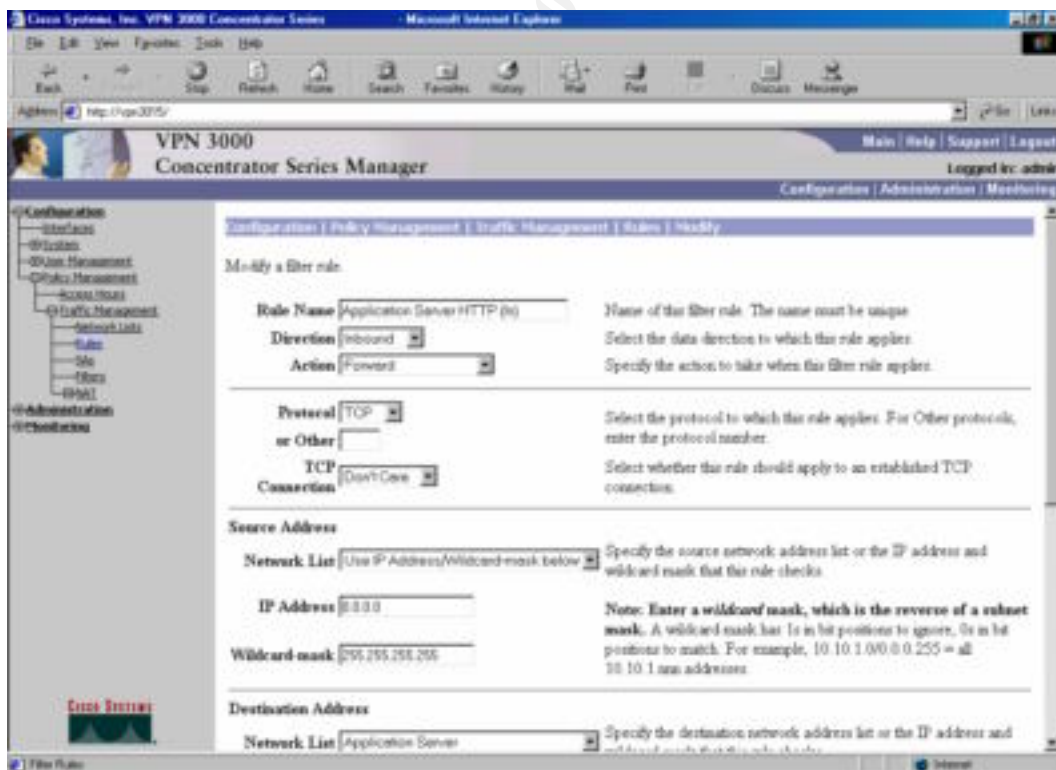 Cisco Systems, Inc. VPN 3000 Concentrator Series - Microsoft Internet Explorer
File Edit View Favorites Tools Help
Back Stop Refresh Home Search Favorites History Mail Print Discuss Messenger
Address http://vpn3015/ Go Links
VPN 3000
Concentrator Series Manager
Main | Help | Support | Logout
Logged in: admin
Configuration | Administration | Monitoring
Configuration
Interfaces
System
User Management
Policy Management
Access Hours
Traffic Management
Network Lists
Rules
SAs
Filters
NAT
Administration
Monitoring
Configuration | Policy Management | Traffic Management | Rules | Modify
Modify a filter rule.
Rule Name Application Server HTTP (In) Name of this filter rule. The name must be unique.
Direction Inbound Select the data direction to which this rule applies.
Action Forward Specify the action to take when this filter rule applies.
Protocol TCP Select the protocol to which this rule applies. For Other protocols,
or Other enter the protocol number.
TCP Connection Don't Care Select whether this rule should apply to an established TCP
connection.
Source Address
Network List Use IP Address/Wildcard-mask below Specify the source network address list or the IP address and
wildcard mask that this rule checks.
IP Address 0.0.0.0 Note: Enter a wildcard mask, which is the reverse of a subnet
mask. A wildcard mask has 1s in bit positions to ignore, 0s in bit
Wildcard-mask 255.255.255.255 positions to match. For example, 10.10.1.0/0.0.0.255 = all
10.10.1.nnn addresses.
Destination Address
Network List Application Server Specify the destination network address list or the IP address and
wildcard mask that this rule checks.
Cisco Systems
Filter Rules Internet